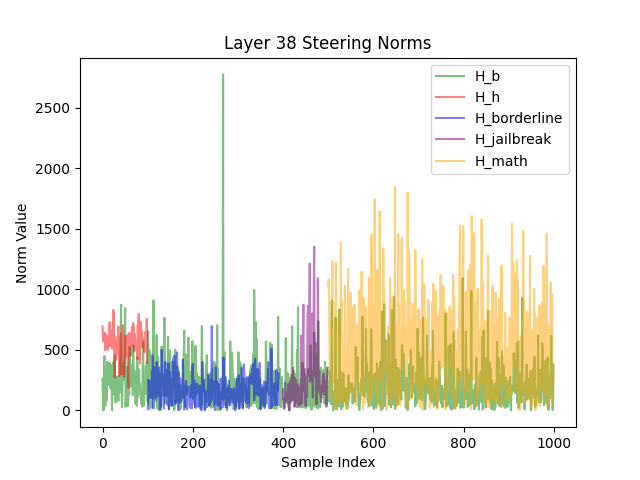 Layer 38 Steering Norms
H_b
H_h
H_borderline
H_jailbreak
H_math
Norm Value
2500
2000
1500
1000
500
0
0 200 400 600 800 1000
Sample Index